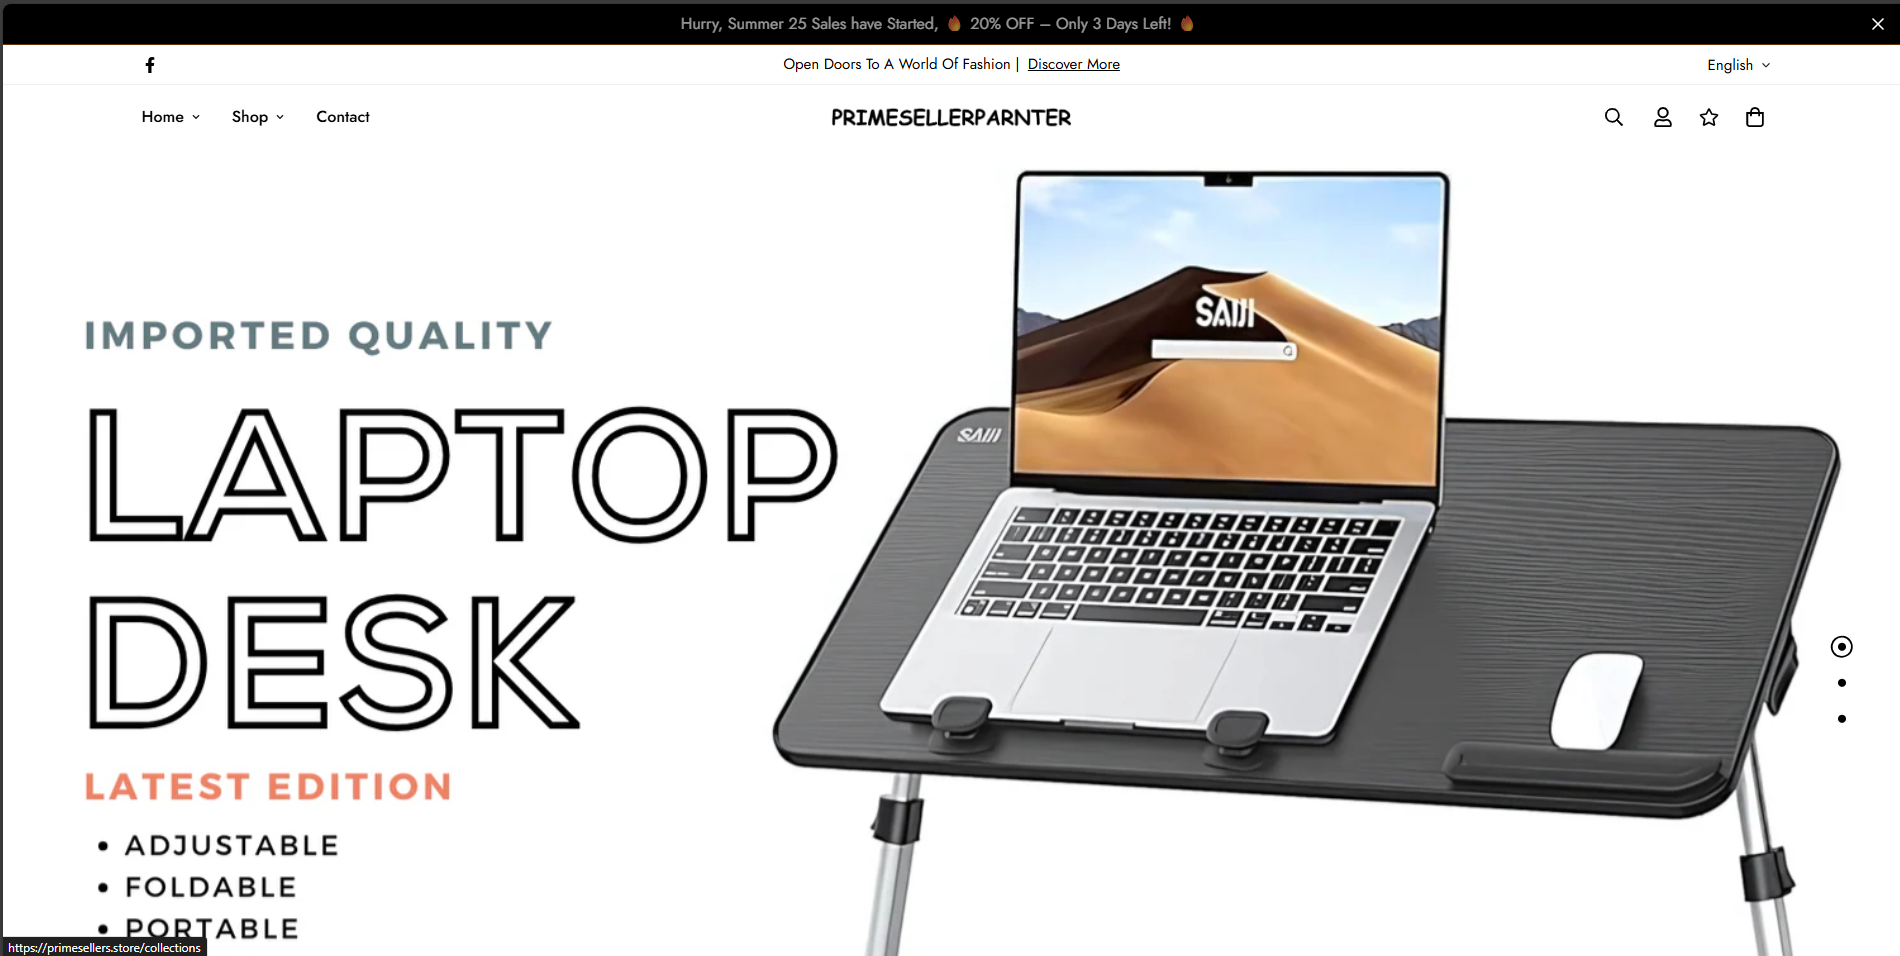 Hurry, Summer 25 Sales have Started, 🔥 20% OFF – Only 3 Days Left! 🔥
Open Doors To A World Of Fashion | Discover More
English
Home Shop Contact
PRIMESELLERPARNTER
IMPORTED QUALITY
LAPTOP
DESK
LATEST EDITION
• ADJUSTABLE
• FOLDABLE
• PORTABLE
SAIJI
SAIJI
https://primesellers.store/collections